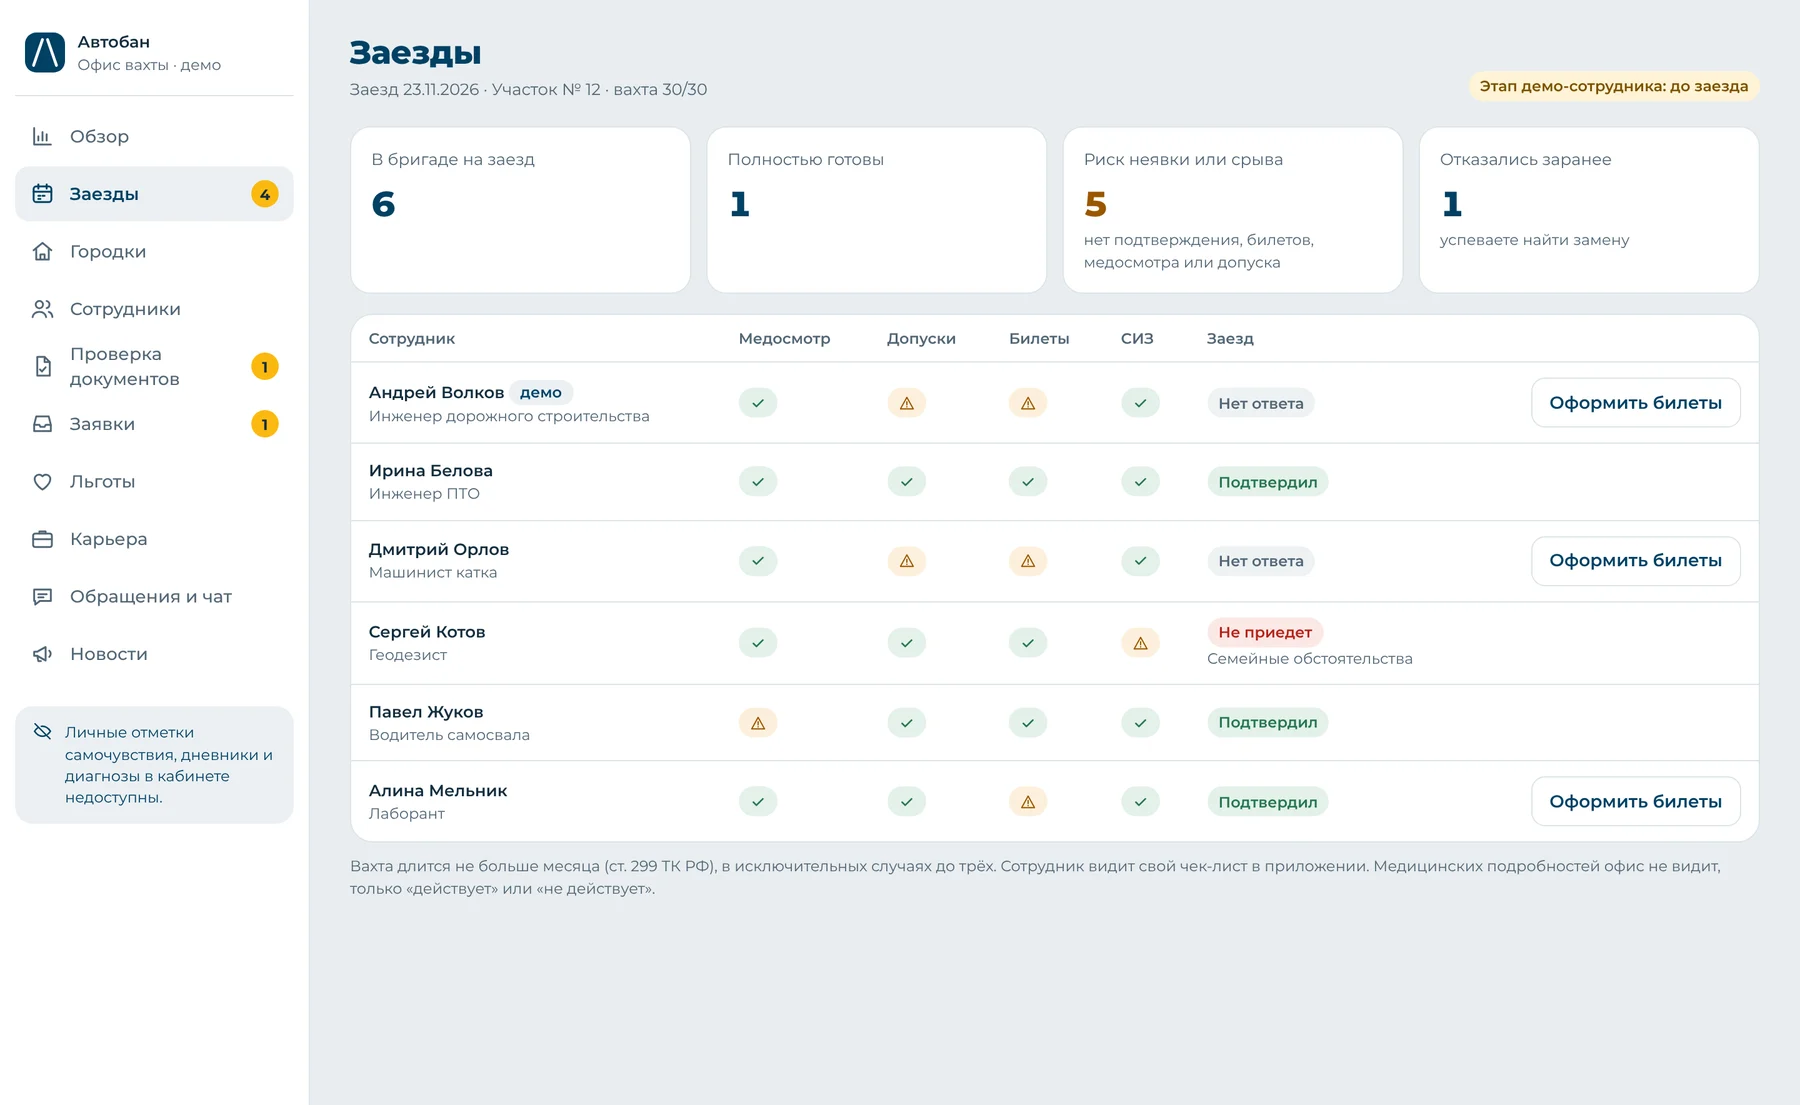 Автобан
Офис вахты · демо
Обзор
Заезды 4
Городки
Сотрудники
Проверка
документов 1
Заявки 1
Льготы
Карьера
Обращения и чат
Новости
Личные отметки
самочувствия, дневники и
диагнозы в кабинете
недоступны.
Заезды
Заезд 23.11.2026 · Участок № 12 · вахта 30/30
Этап демо-сотрудника: до заезда
В бригаде на заезд
6
Полностью готовы
1
Риск неявки или срыва
5
нет подтверждения, билетов,
медосмотра или допуска
Отказались заранее
1
успеваете найти замену
Сотрудник Медосмотр Допуски Билеты СИЗ Заезд
Андрей Волков демо
Инженер дорожного строительства
Нет ответа
Оформить билеты
Ирина Белова
Инженер ПТО
Подтвердил
Дмитрий Орлов
Машинист катка
Нет ответа
Оформить билеты
Сергей Котов
Геодезист
Не приедет
Семейные обстоятельства
Павел Жуков
Водитель самосвала
Подтвердил
Алина Мельник
Лаборант
Подтвердил
Оформить билеты
Вахта длится не больше месяца (ст. 299 ТК РФ), в исключительных случаях до трёх. Сотрудник видит свой чек-лист в приложении. Медицинских подробностей офис не видит,
только «действует» или «не действует».